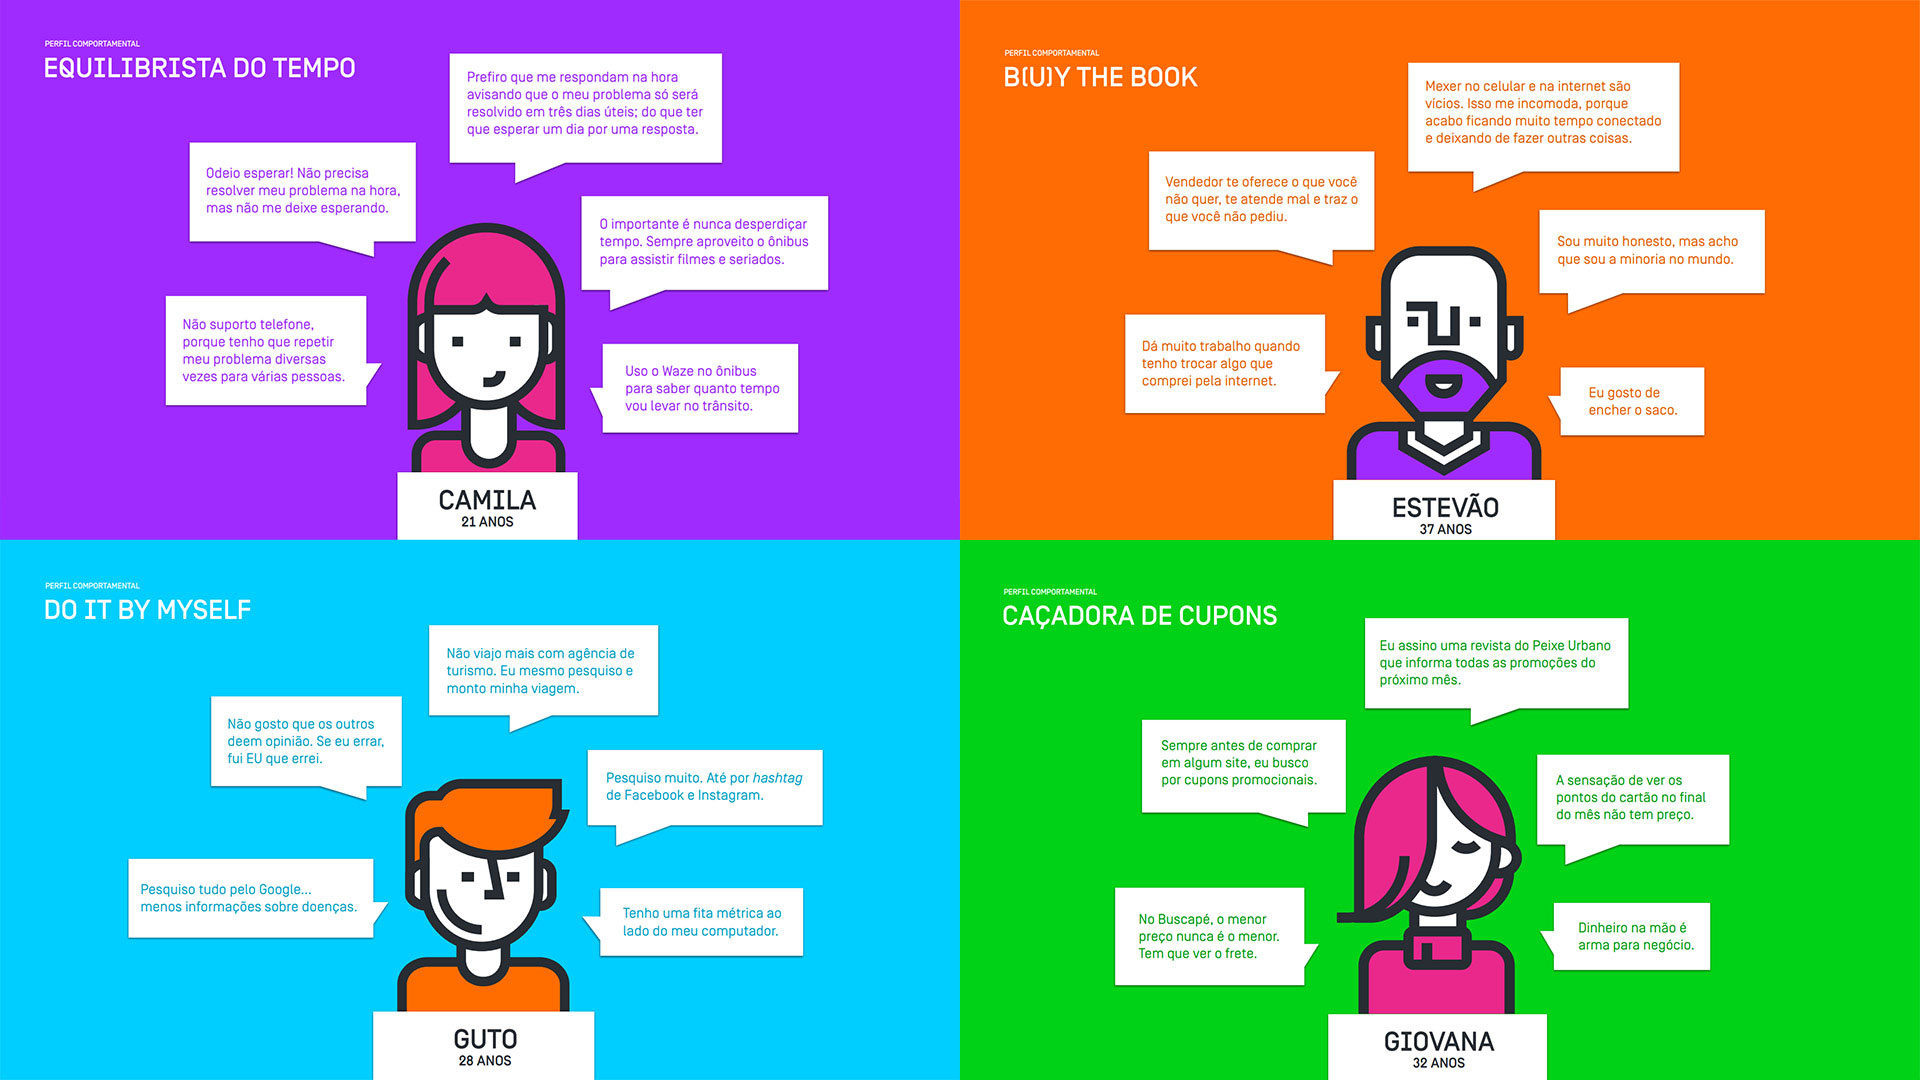 PERFIL COMPORTAMENTAL
EQUILIBRISTA DO TEMPO
Prefiro que me respondam na hora
avisando que o meu problema só será
resolvido em três dias úteis; do que ter
que esperar um dia por uma resposta.
Odeio esperar! Não precisa
resolver meu problema na hora,
mas não me deixe esperando.
O importante é nunca desperdiçar
tempo. Sempre aproveito o ônibus
para assistir filmes e seriados.
Não suporto telefone,
porque tenho que repetir
meu problema diversas
vezes para várias pessoas.
Uso o Waze no ônibus
para saber quanto tempo
vou levar no trânsito.
CAMILA
21 ANOS
PERFIL COMPORTAMENTAL
B(U)Y THE BOOK
Mexer no celular e na internet são
vícios. Isso me incomoda, porque
acabo ficando muito tempo conectado
e deixando de fazer outras coisas.
Vendedor te oferece o que você
não quer, te atende mal e traz o
que você não pediu.
Sou muito honesto, mas acho
que sou a minoria no mundo.
Dá muito trabalho quando
tenho trocar algo que
comprei pela internet.
Eu gosto de
encher o saco.
ESTEVÃO
37 ANOS
PERFIL COMPORTAMENTAL
DO IT BY MYSELF
Não viajo mais com agência de
turismo. Eu mesmo pesquiso e
monto minha viagem.
Não gosto que os outros
deem opinião. Se eu errar,
fui EU que errei.
Pesquiso muito. Até por hashtag
de Facebook e Instagram.
Pesquiso tudo pelo Google...
menos informações sobre doenças.
Tenho uma fita métrica ao
lado do meu computador.
GUTO
28 ANOS
PERFIL COMPORTAMENTAL
CAÇADORA DE CUPONS
Eu assino uma revista do Peixe Urbano
que informa todas as promoções do
próximo mês.
Sempre antes de comprar
em algum site, eu busco
por cupons promocionais.
A sensação de ver os
pontos do cartão no final
do mês não tem preço.
No Buscapé, o menor
preço nunca é o menor.
Tem que ver o frete.
Dinheiro na mão é
arma para negócio.
GIOVANA
32 ANOS